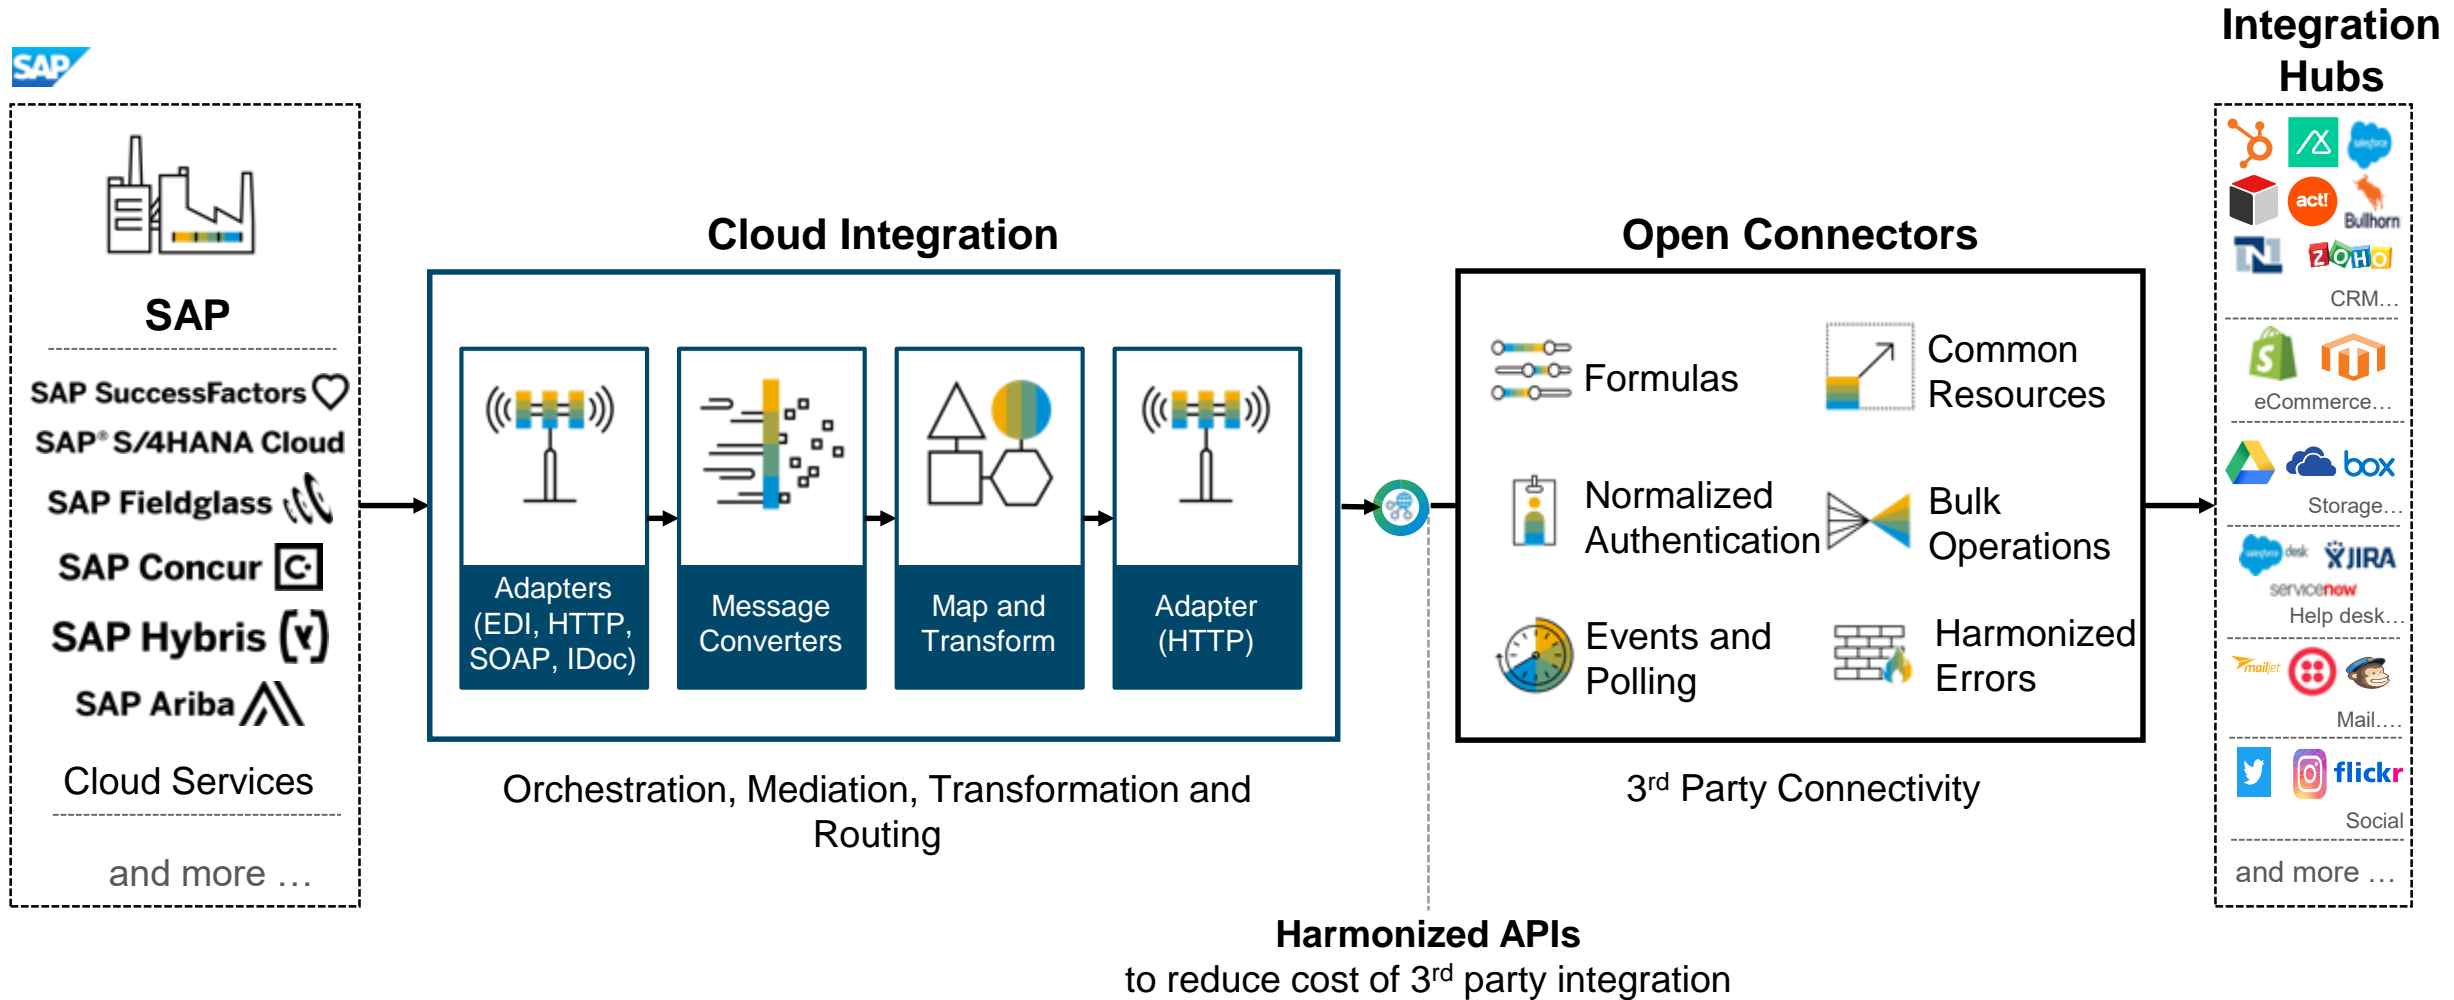 SAP
SAP
SAP SuccessFactors
SAP® S/4HANA Cloud
SAP Fieldglass
SAP Concur
SAP Hybris
SAP Ariba
Cloud Services
and more …
Cloud Integration
Adapters
(EDI, HTTP,
SOAP, IDoc)
Message
Converters
Map and
Transform
Adapter
(HTTP)
Orchestration, Mediation, Transformation and
Routing
Harmonized APIs
to reduce cost of 3rd party integration
Open Connectors
Formulas
Common
Resources
Normalized
Authentication
Bulk
Operations
Events and
Polling
Harmonized
Errors
3rd Party Connectivity
Integration
Hubs
salesforce
act!
Bullhorn
N
ZOHO
CRM…
S
eCommerce…
box
Storage…
salesforce desk
JIRA
servicenow
Help desk…
mailjet
Mail….
flickr
Social
and more …